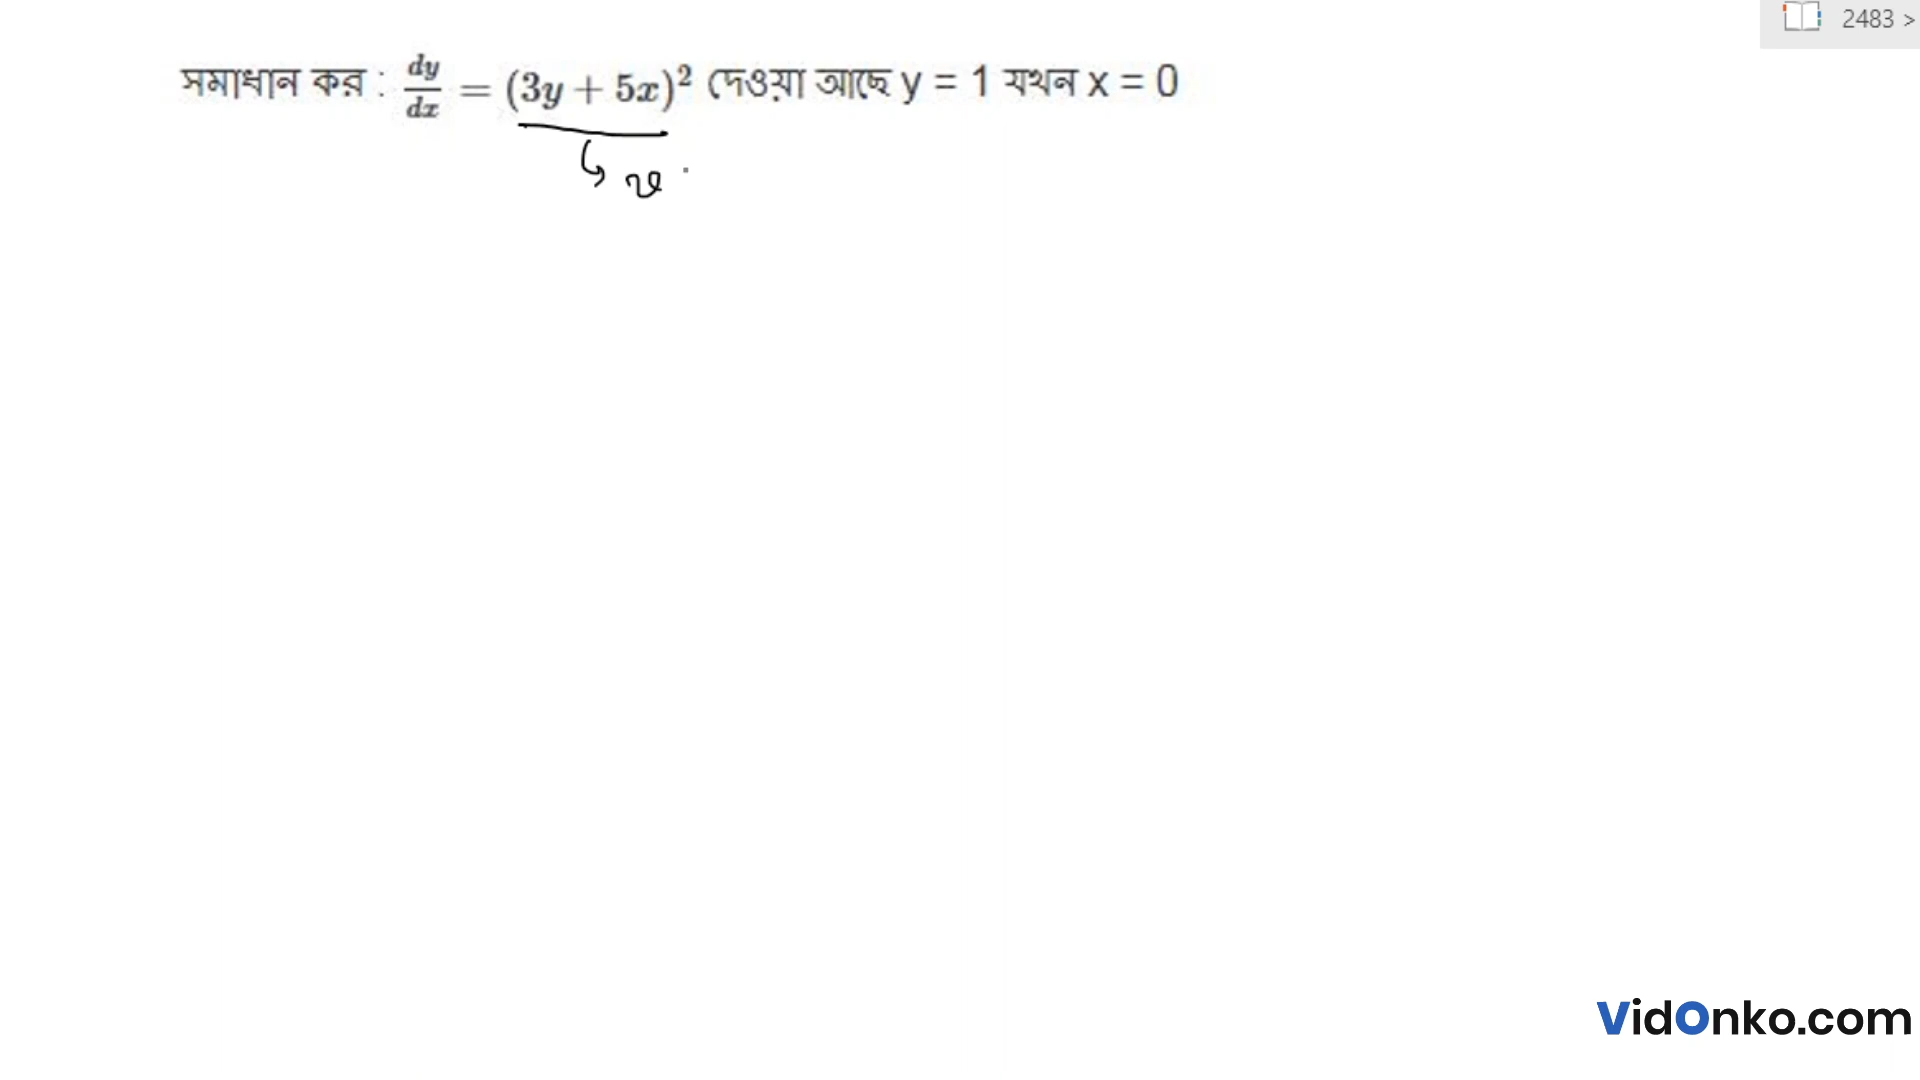 2483 >
সমাধান কর : dy/dx = (3y + 5x)² দেওয়া আছে y = 1 যখন x = 0
↳ v
VidOnko.com